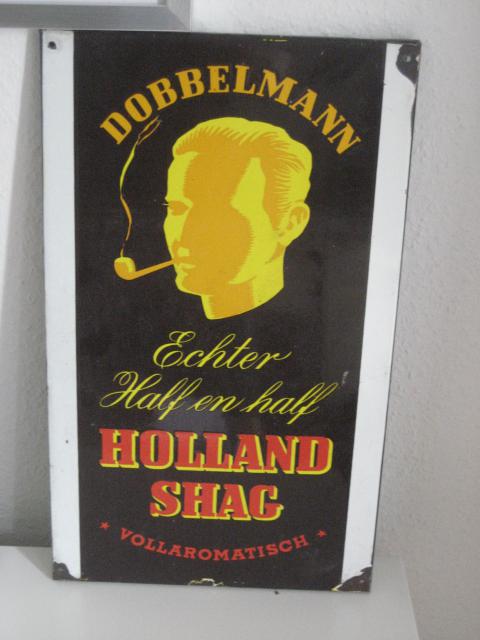 DOBBELMANN
Echter
Half en half
HOLLAND
SHAG
* VOLLAROMATISCH *